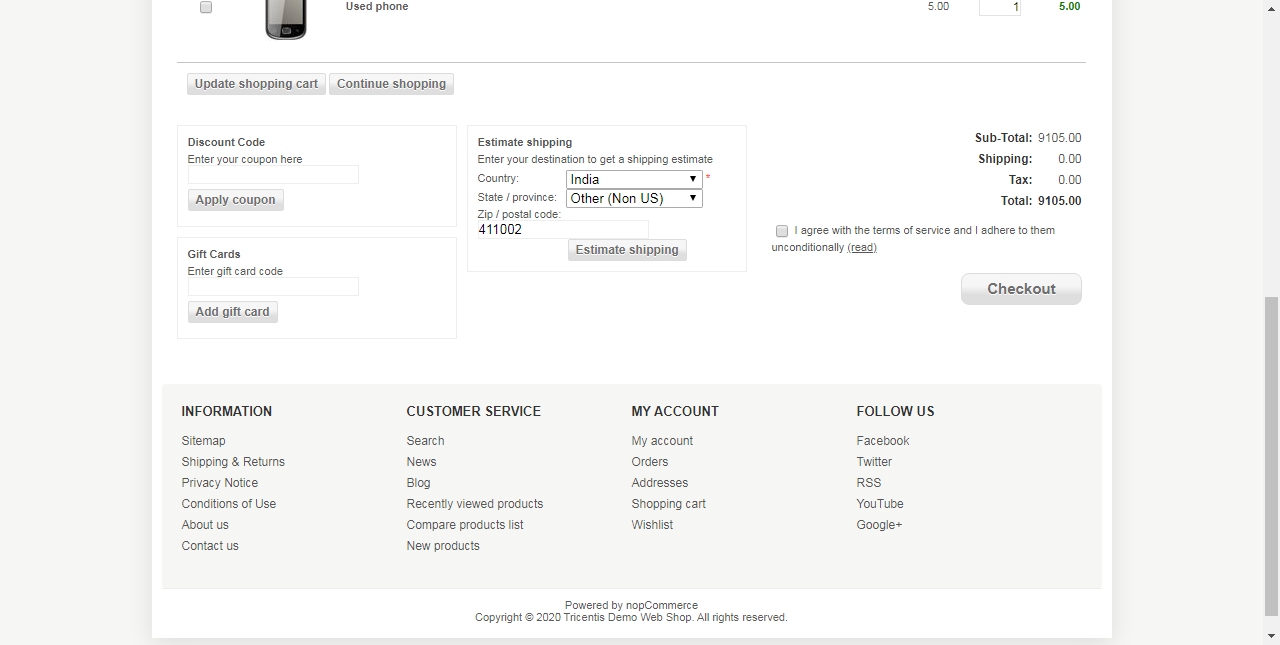 Used phone 5.00 1 5.00
Update shopping cart Continue shopping
Discount Code
Enter your coupon here
Apply coupon
Gift Cards
Enter gift card code
Add gift card
Estimate shipping
Enter your destination to get a shipping estimate
Country: India *
State / province: Other (Non US)
Zip / postal code:
411002
Estimate shipping
Sub-Total: 9105.00
Shipping: 0.00
Tax: 0.00
Total: 9105.00
I agree with the terms of service and I adhere to them
unconditionally (read)
Checkout
INFORMATION
Sitemap
Shipping & Returns
Privacy Notice
Conditions of Use
About us
Contact us
CUSTOMER SERVICE
Search
News
Blog
Recently viewed products
Compare products list
New products
MY ACCOUNT
My account
Orders
Addresses
Shopping cart
Wishlist
FOLLOW US
Facebook
Twitter
RSS
YouTube
Google+
Powered by nopCommerce
Copyright © 2020 Tricentis Demo Web Shop. All rights reserved.